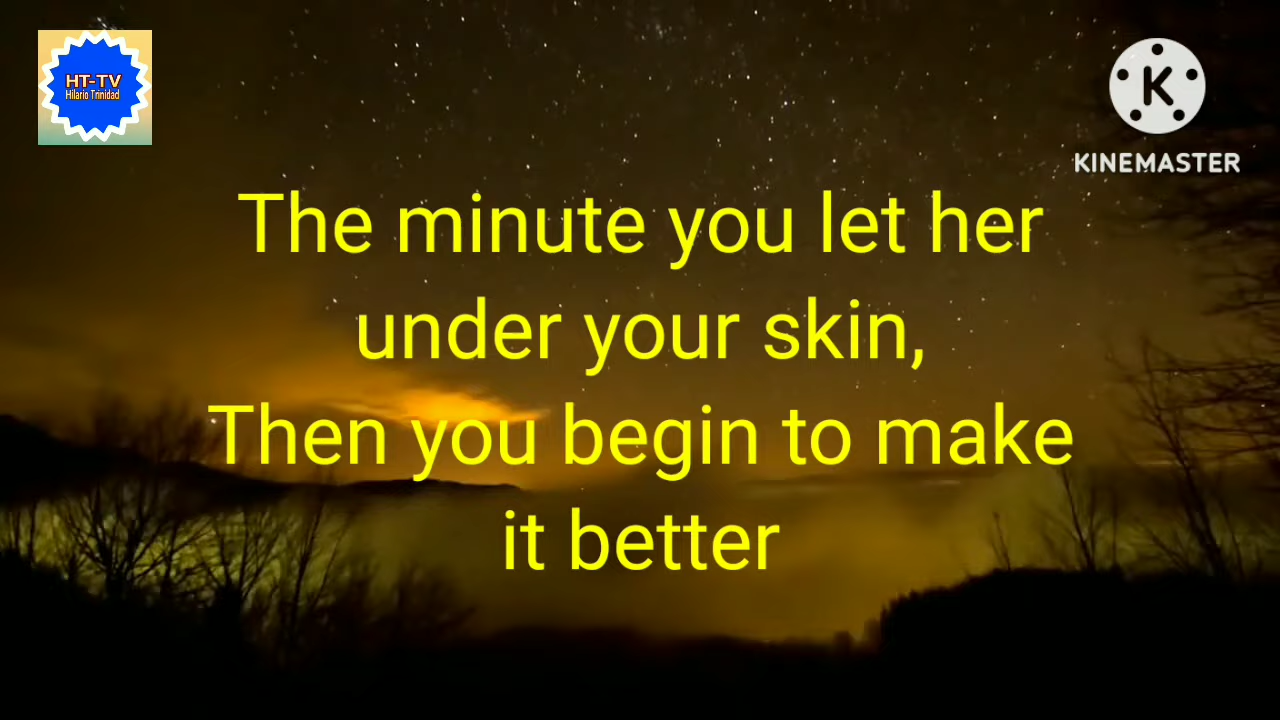 HT-TV
Hilario Trinidad
K
KINEMASTER
The minute you let her
under your skin,
Then you begin to make
it better